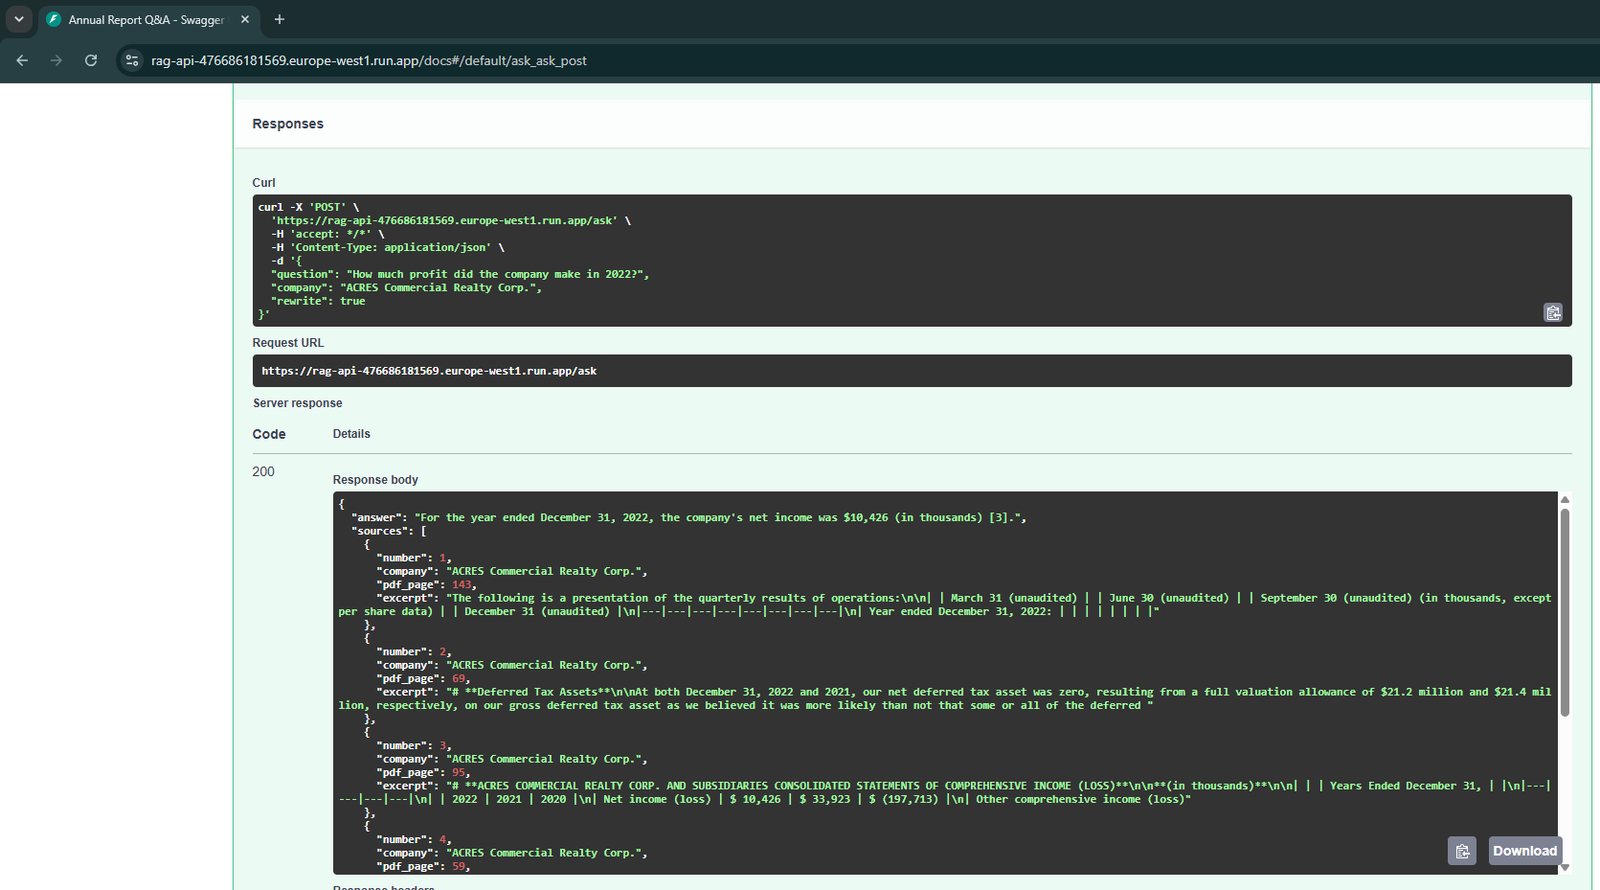 Annual Report Q&A - Swagger
rag-api-476686181569.europe-west1.run.app/docs#/default/ask_ask_post
Responses
Curl
curl -X 'POST' \
  'https://rag-api-476686181569.europe-west1.run.app/ask' \
  -H 'accept: */*' \
  -H 'Content-Type: application/json' \
  -d '{
  "question": "How much profit did the company make in 2022?",
  "company": "ACRES Commercial Realty Corp.",
  "rewrite": true
}'
Request URL
https://rag-api-476686181569.europe-west1.run.app/ask
Server response
Code Details
200
Response body
{
  "answer": "For the year ended December 31, 2022, the company's net income was $10,426 (in thousands) [3].",
  "sources": [
    {
      "number": 1,
      "company": "ACRES Commercial Realty Corp.",
      "pdf_page": 143,
      "excerpt": "The following is a presentation of the quarterly results of operations:\n\n| | March 31 (unaudited) | | June 30 (unaudited) | | September 30 (unaudited) (in thousands, except
per share data) | | December 31 (unaudited) |\n|---|---|---|---|---|---|---|---|\n| Year ended December 31, 2022: | | | | | | | |"
    },
    {
      "number": 2,
      "company": "ACRES Commercial Realty Corp.",
      "pdf_page": 69,
      "excerpt": "# **Deferred Tax Assets**\n\nAt both December 31, 2022 and 2021, our net deferred tax asset was zero, resulting from a full valuation allowance of $21.2 million and $21.4 mil
lion, respectively, on our gross deferred tax asset as we believed it was more likely than not that some or all of the deferred "
    },
    {
      "number": 3,
      "company": "ACRES Commercial Realty Corp.",
      "pdf_page": 95,
      "excerpt": "# **ACRES COMMERCIAL REALTY CORP. AND SUBSIDIARIES CONSOLIDATED STATEMENTS OF COMPREHENSIVE INCOME (LOSS)**\n\n**(in thousands)**\n\n| | | Years Ended December 31, | |\n|---|
---|---|---|\n| | 2022 | 2021 | 2020 |\n| Net income (loss) | $ 10,426 | $ 33,923 | $ (197,713) |\n| Other comprehensive income (loss)"
    },
    {
      "number": 4,
      "company": "ACRES Commercial Realty Corp.",
      "pdf_page": 59,
Download
Response headers